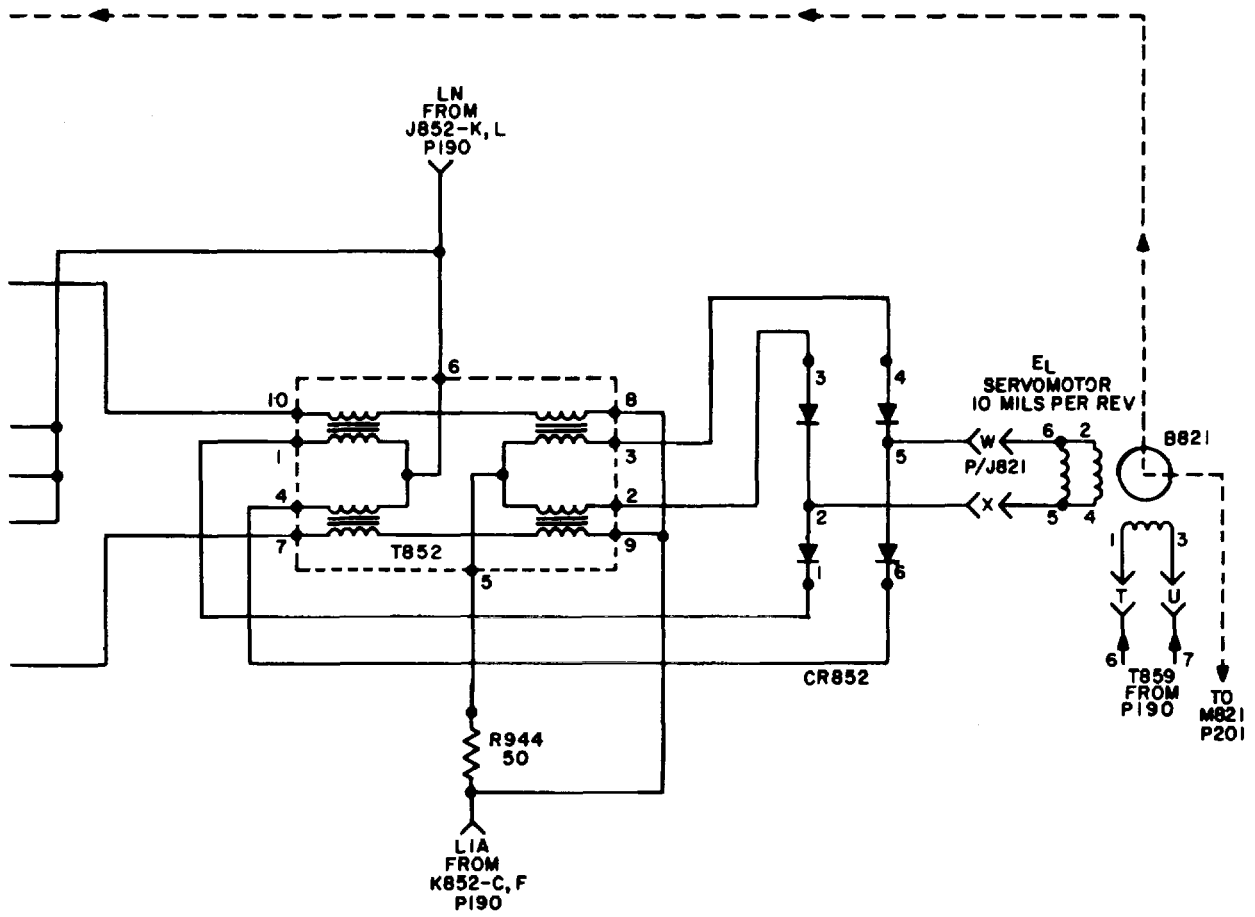 LN
FROM
J852-K, L
P190
6
10
8
1
3
4
2
7
9
T852
5
3
4
5
2
1
6
CR852
R944
50
L1A
FROM
K852-C, F
P190
EL
SERVOMOTOR
10 MILS PER REV
W
P/J821
X
6
2
5
4
B821
1
3
T
U
6
7
T859
FROM
P190
TO
M821
P201